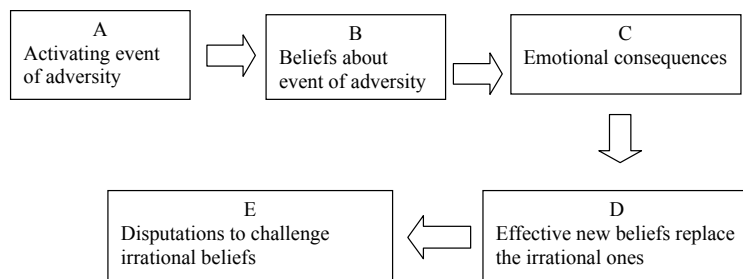 A
Activating event
of adversity
B
Beliefs about
event of adversity
C
Emotional consequences
D
Effective new beliefs replace
the irrational ones
E
Disputations to challenge
irrational beliefs